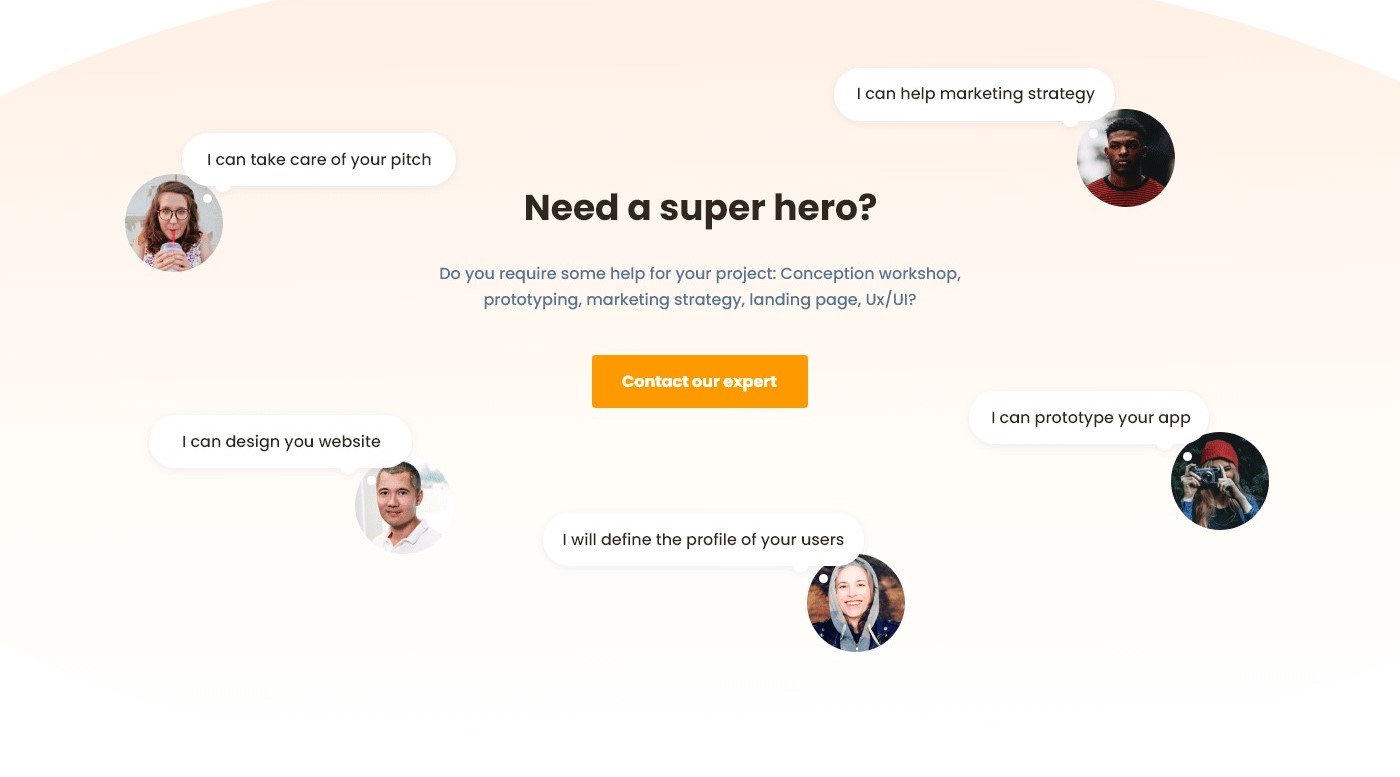 I can help marketing strategy
I can take care of your pitch
Need a super hero?
Do you require some help for your project: Conception workshop,
prototyping, marketing strategy, landing page, Ux/UI?
Contact our expert
I can prototype your app
I can design you website
I will define the profile of your users